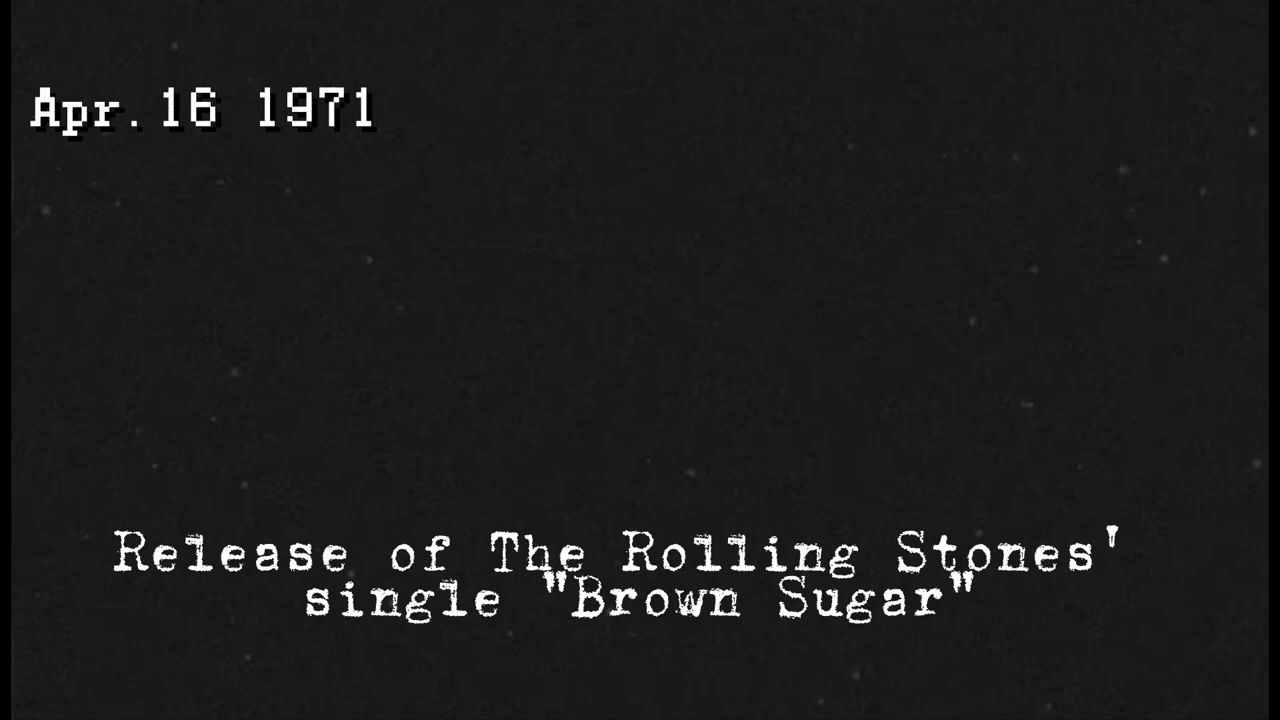 Apr. 16 1971
Release of The Rolling Stones'
single "Brown Sugar"